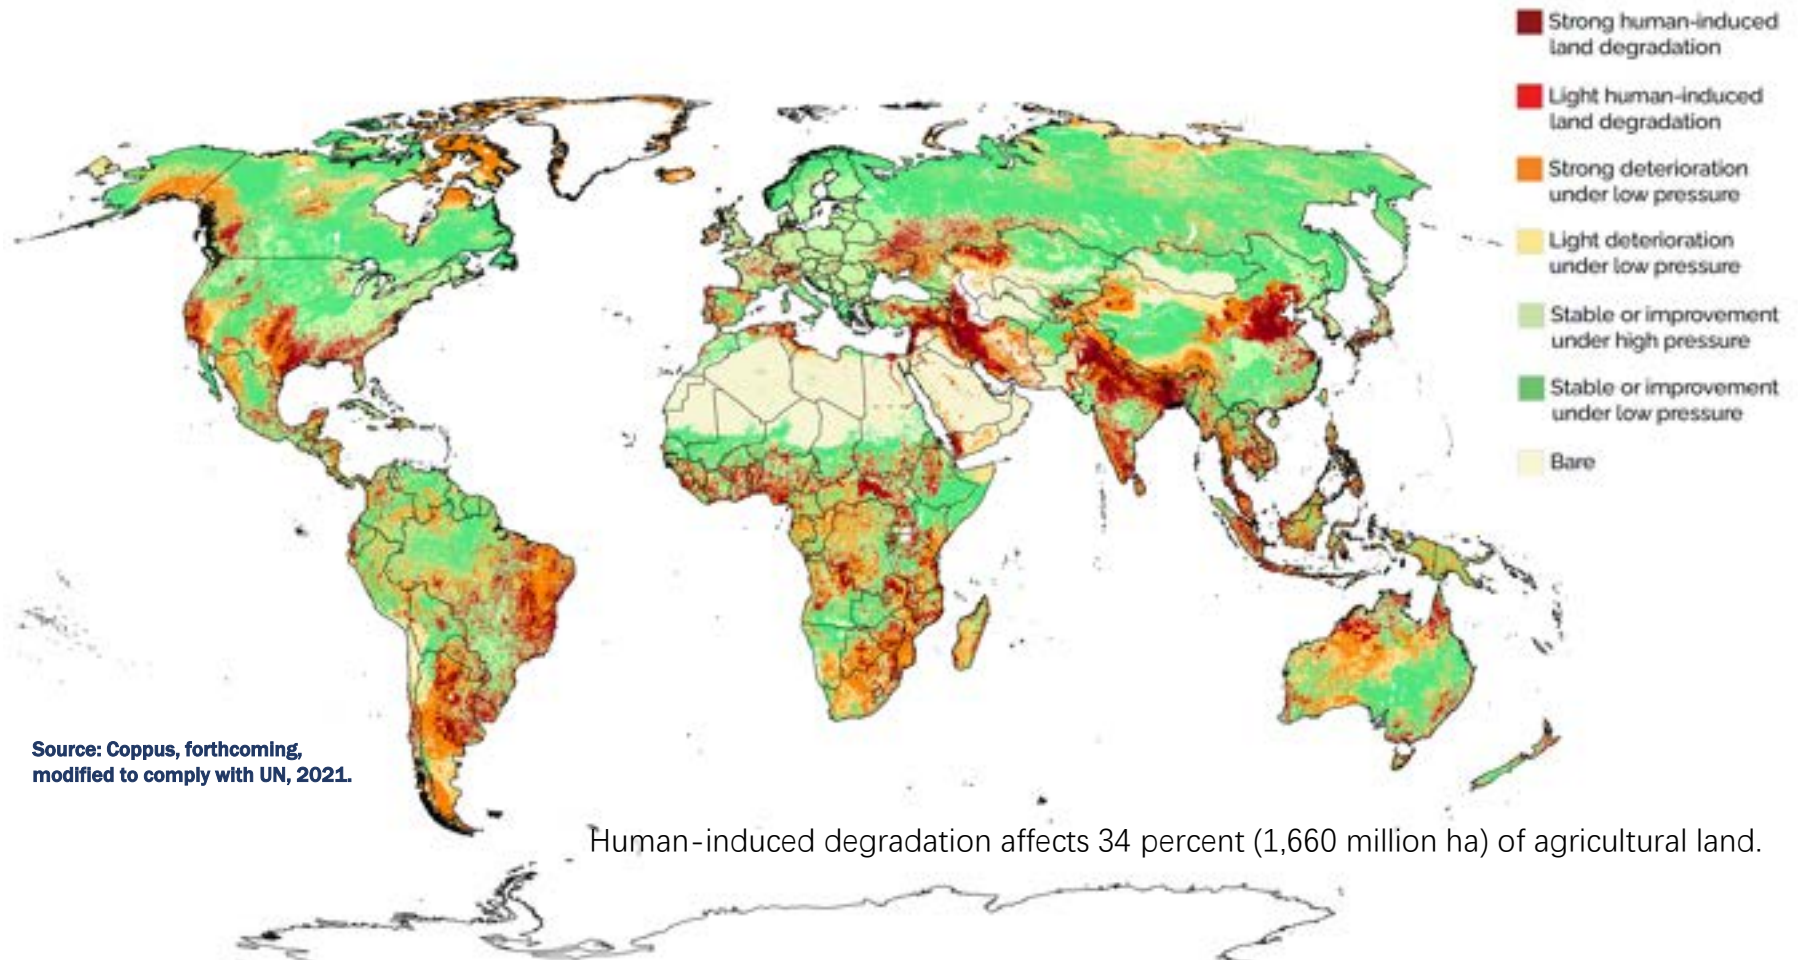 Strong human-induced
land degradation
Light human-induced
land degradation
Strong deterioration
under low pressure
Light deterioration
under low pressure
Stable or improvement
under high pressure
Stable or improvement
under low pressure
Bare
Source: Coppus, forthcoming,
modified to comply with UN, 2021.
Human-induced degradation affects 34 percent (1,660 million ha) of agricultural land.